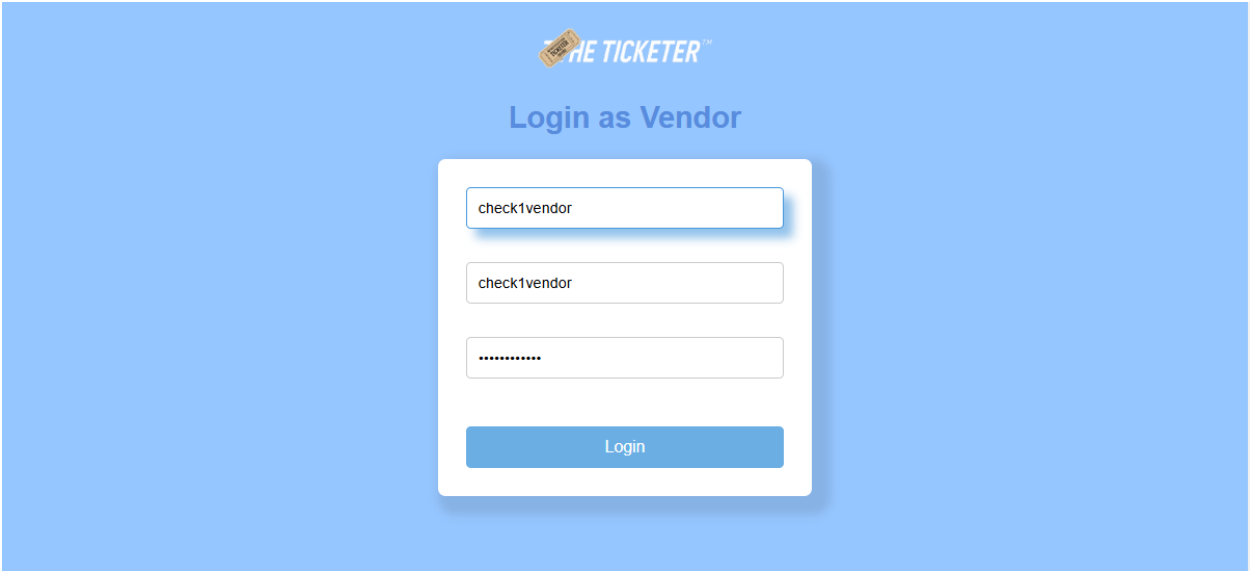 THE TICKETER™
Login as Vendor
check1vendor
check1vendor
••••••••••••
Login